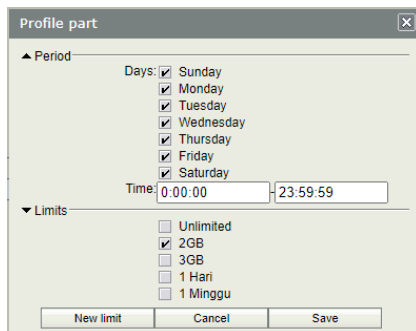 Profile part
Period
Days: Sunday
Monday
Tuesday
Wednesday
Thursday
Friday
Saturday
Time: 0:00:00 - 23:59:59
Limits
Unlimited
2GB
3GB
1 Hari
1 Minggu
New limit Cancel Save